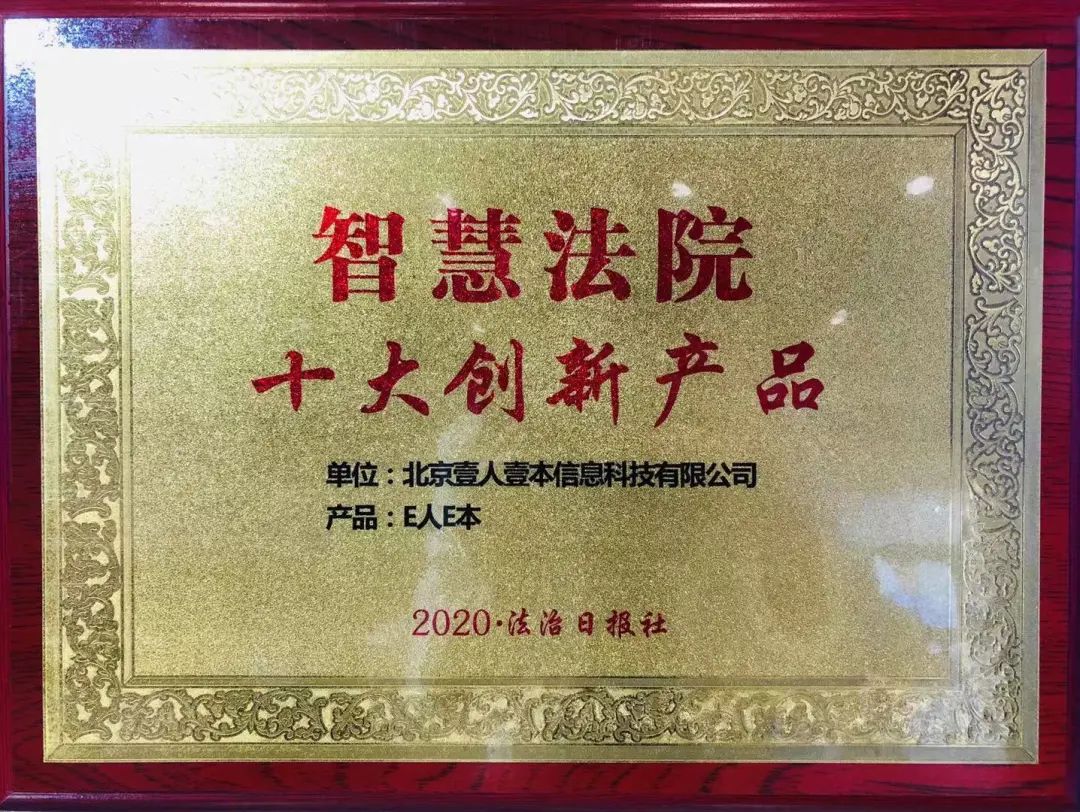 智慧法院
十大创新产品
单位：北京壹人壹本信息科技有限公司
产品：E人E本
2020·法治日报社